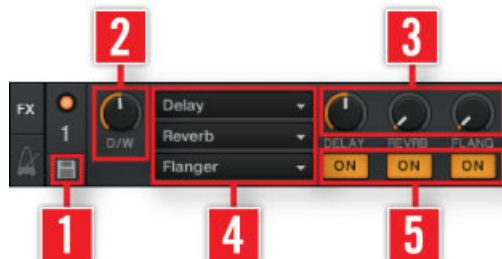 2
3
FX
1
D/W
Delay
Reverb
Flanger
DELAY REVRB FLANG
ON ON ON
1
4
5